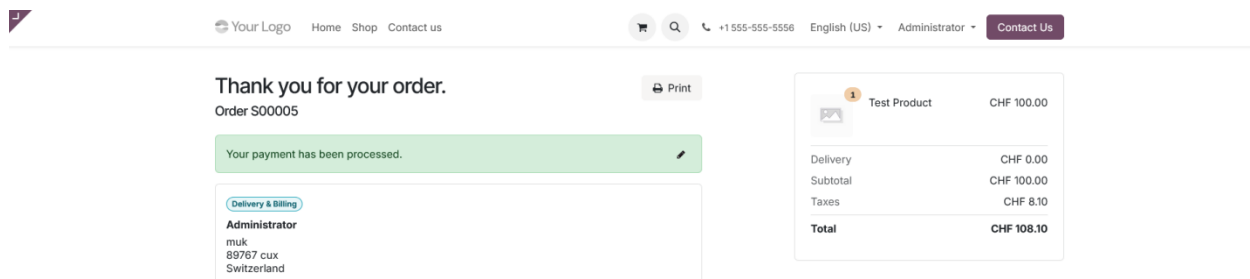 Your Logo
Home Shop Contact us
+1 555-555-5556
English (US)
Administrator
Contact Us
Thank you for your order.
Print
Order S00005
Your payment has been processed.
Delivery & Billing
Administrator
muk
89767 cux
Switzerland
1
Test Product CHF 100.00
Delivery CHF 0.00
Subtotal CHF 100.00
Taxes CHF 8.10
Total CHF 108.10